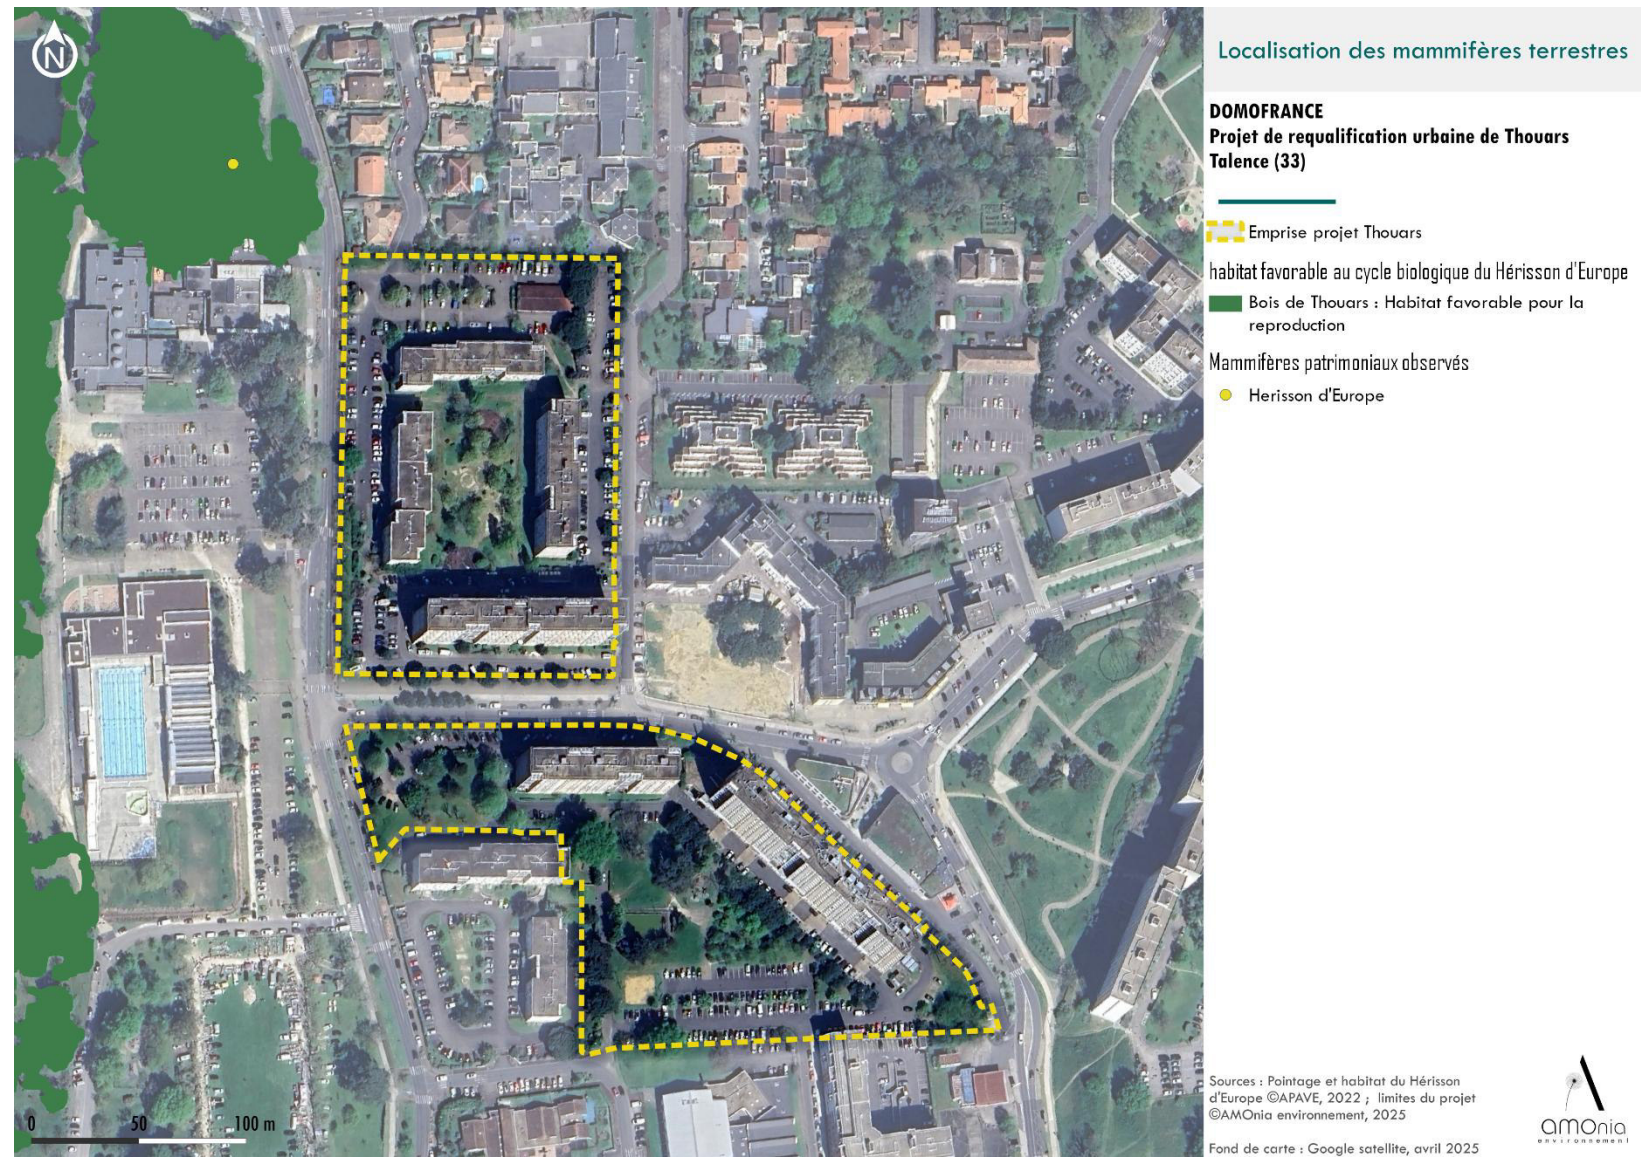 N
Localisation des mammifères terrestres
DOMOFRANCE
Projet de requalification urbaine de Thouars
Talence (33)
Emprise projet Thouars
habitat favorable au cycle biologique du Hérisson d'Europe
Bois de Thouars : Habitat favorable pour la
reproduction
Mammifères patrimoniaux observés
Herisson d'Europe
0 50 100 m
Sources : Pointage et habitat du Hérisson
d'Europe ©APAVE, 2022 ; limites du projet
©AMOnia environnement, 2025
Fond de carte : Google satellite, avril 2025
amonia
environnement